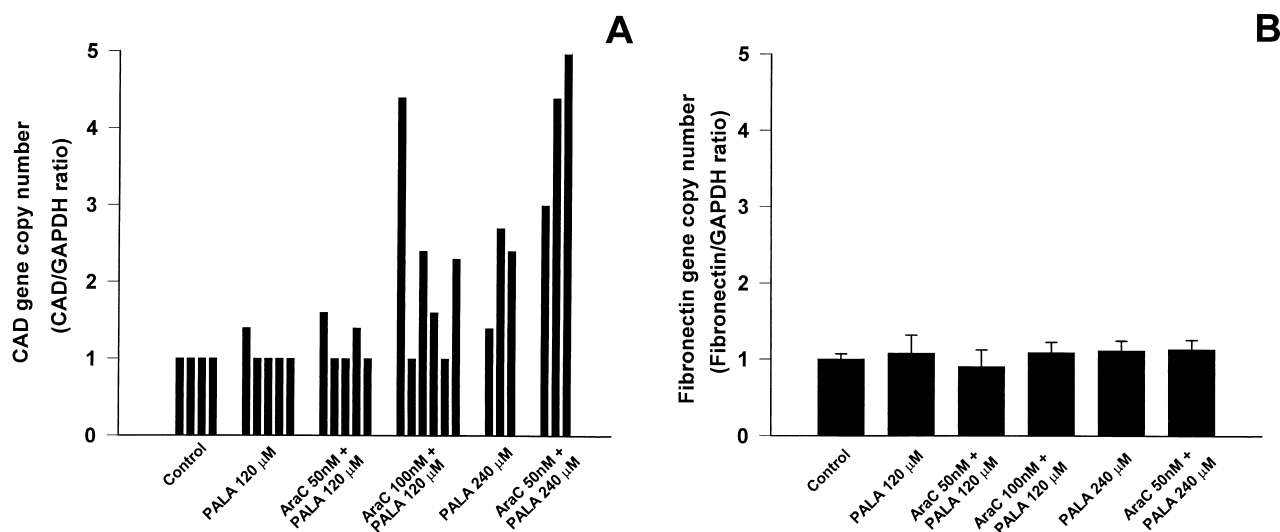 A
CAD gene copy number
(CAD/GAPDH ratio)
5
4
3
2
1
0
Control
PALA 120 μM
AraC 50nM +
PALA 120 μM
AraC 100nM +
PALA 120 μM
PALA 240 μM
AraC 50nM +
PALA 240 μM
B
Fibronectin gene copy number
(Fibronectin/GAPDH ratio)
5
4
3
2
1
0
Control
PALA 120 μM
AraC 50nM +
PALA 120 μM
AraC 100nM +
PALA 120 μM
PALA 240 μM
AraC 50nM +
PALA 240 μM